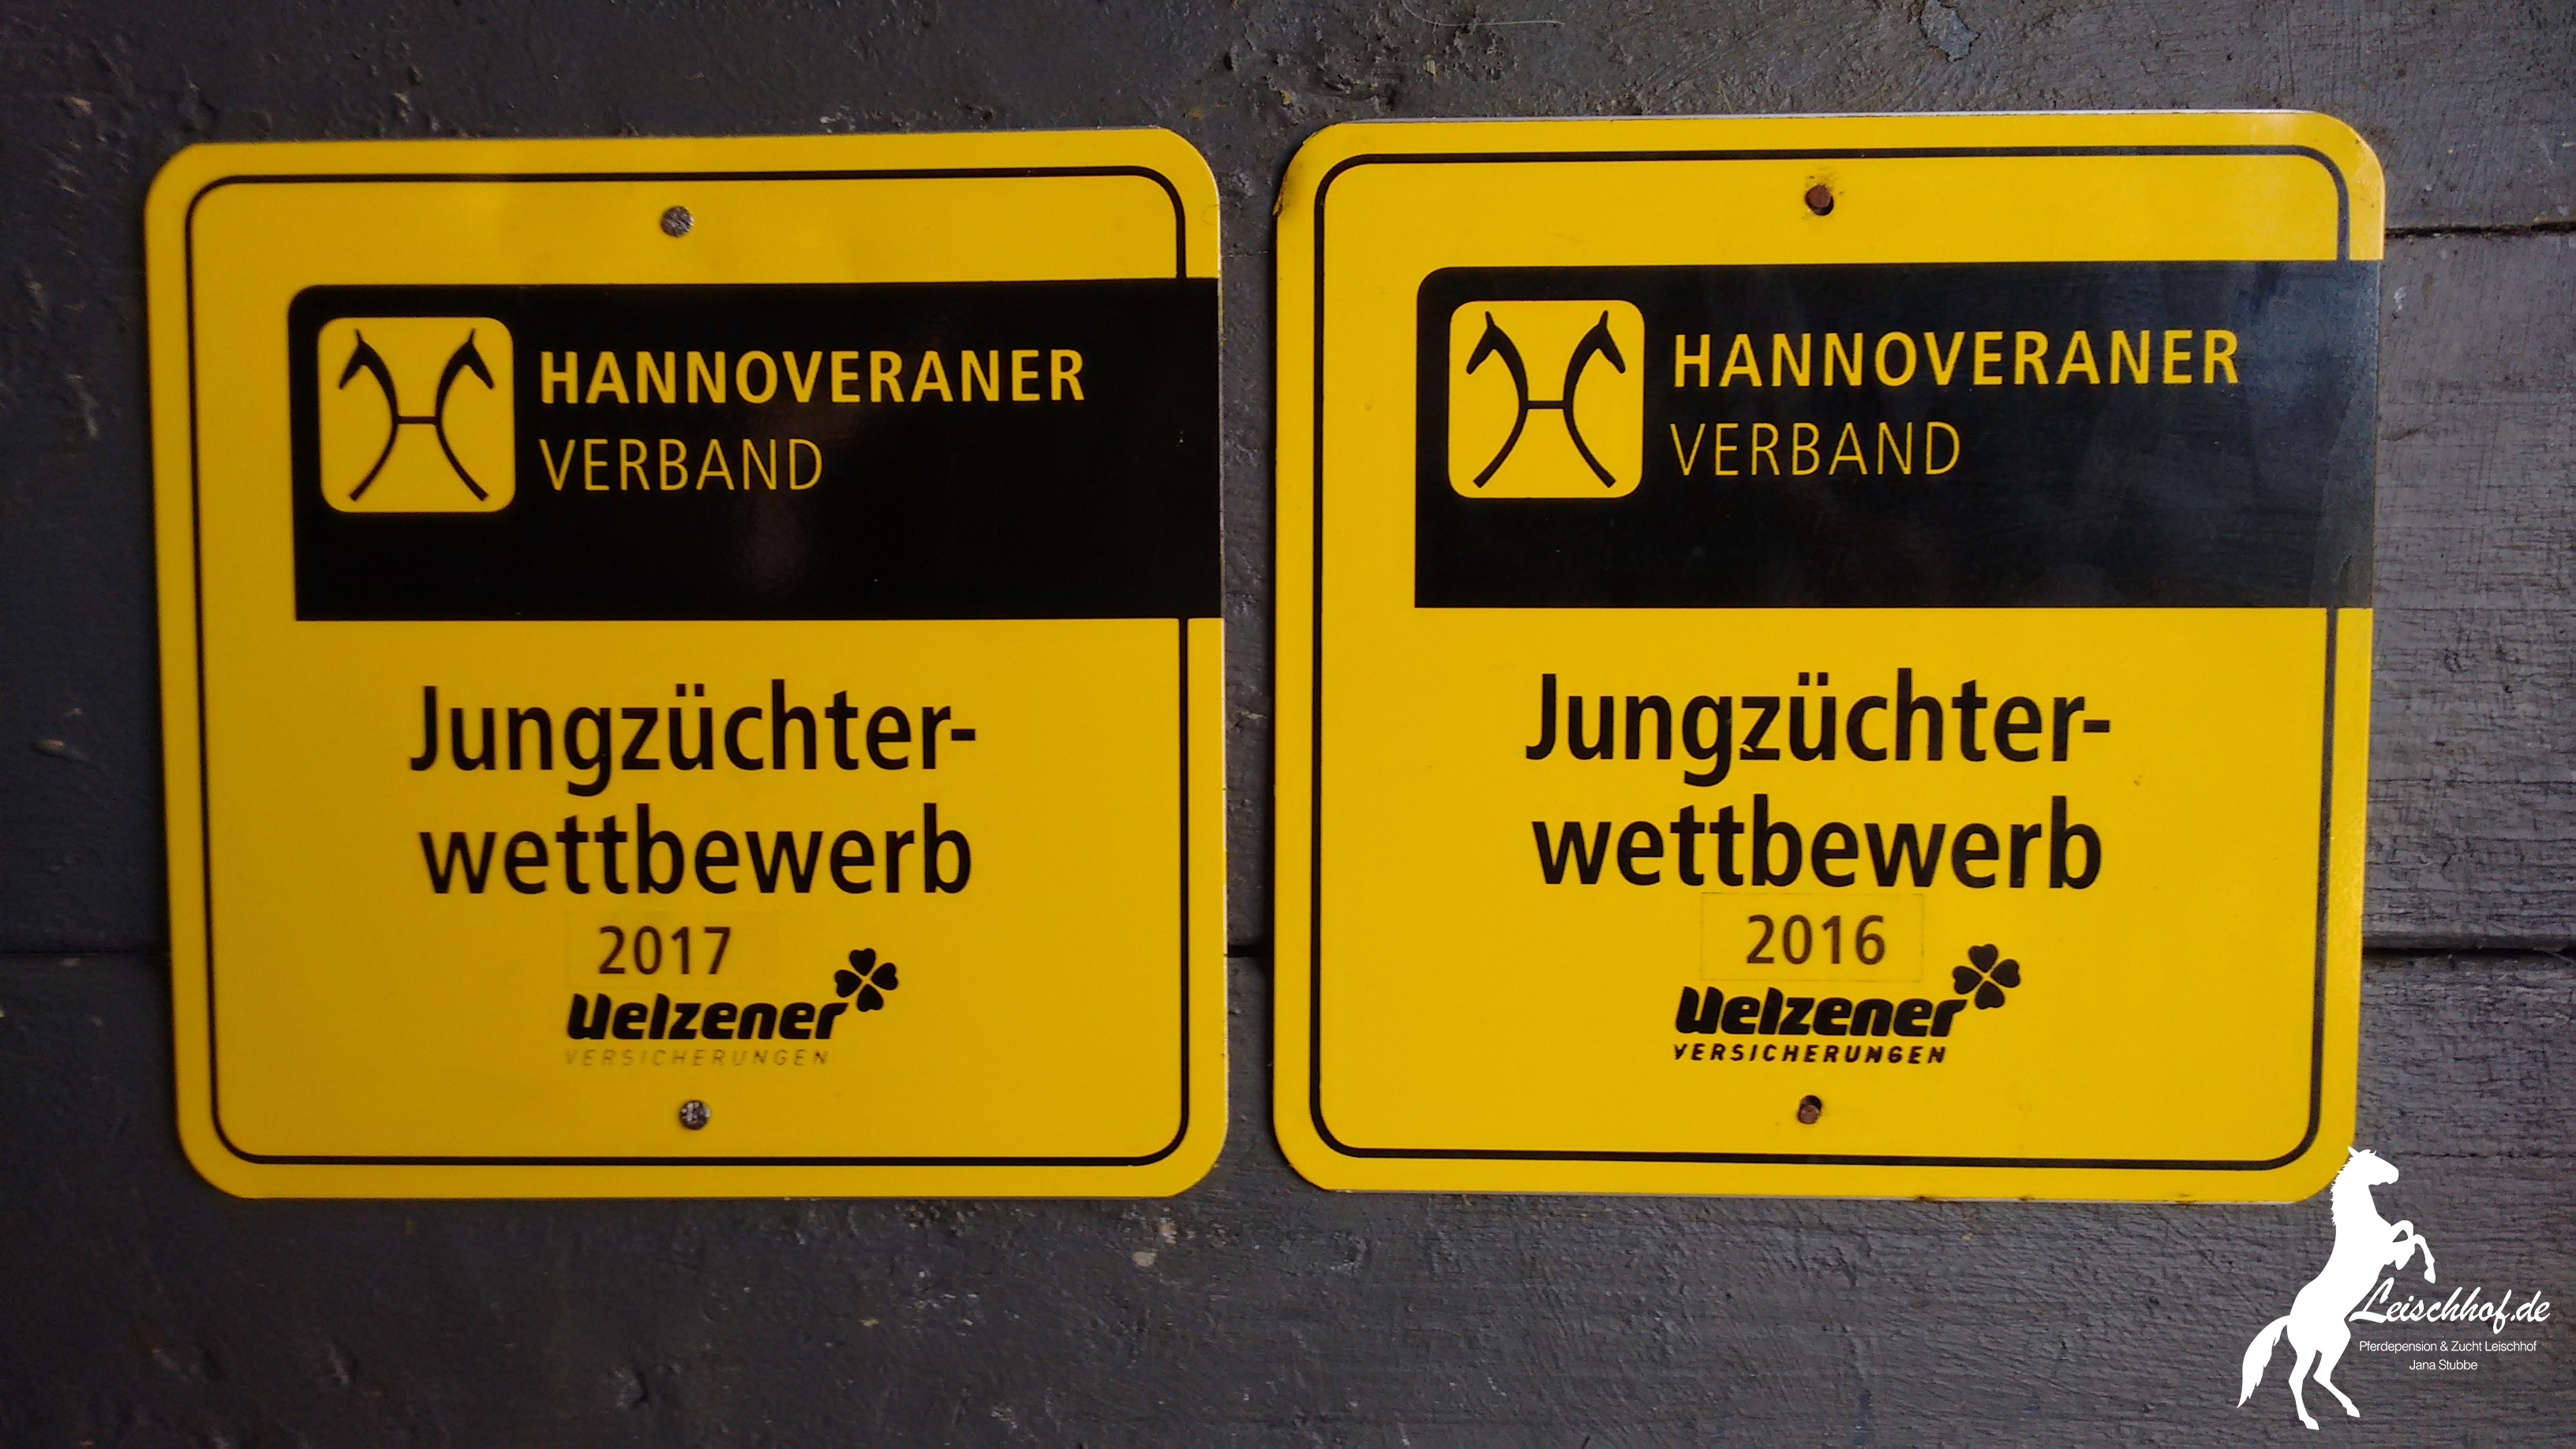 HANNOVERANER
VERBAND
Jungzüchter-
wettbewerb
2017
Uelzener
VERSICHERUNGEN
HANNOVERANER
VERBAND
Jungzüchter-
wettbewerb
2016
Uelzener
VERSICHERUNGEN
Leischhof.de
Pferdepension & Zucht Leischhof
Jana Stubbe